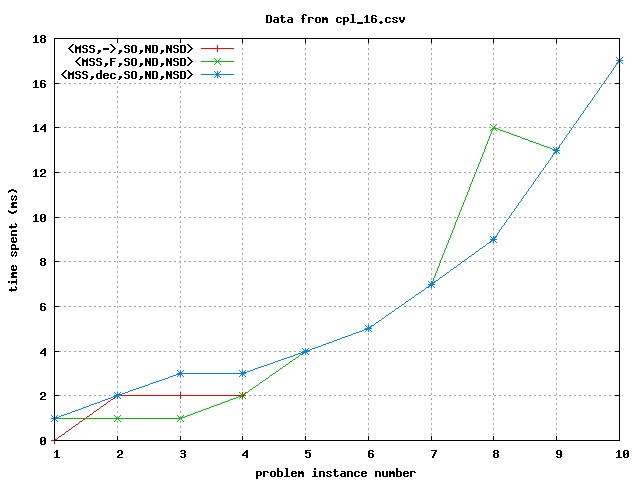 Data from cpl_16.csv
<MSS,->,SO,ND,NSD>
<MSS,F,SO,ND,NSD>
<MSS,dec,SO,ND,NSD>
18
16
14
12
10
8
6
4
2
0
time spent (ms)
1 2 3 4 5 6 7 8 9 10
problem instance number